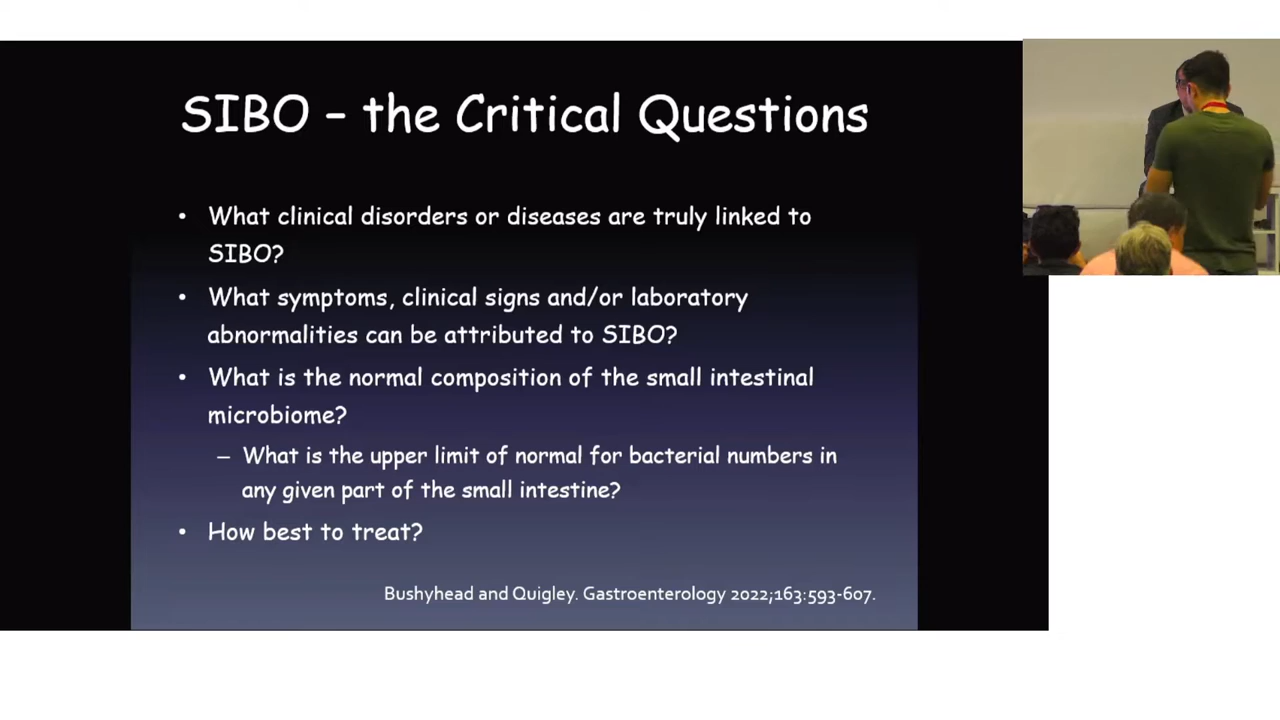 SIBO – the Critical Questions
• What clinical disorders or diseases are truly linked to
SIBO?
• What symptoms, clinical signs and/or laboratory
abnormalities can be attributed to SIBO?
• What is the normal composition of the small intestinal
microbiome?
– What is the upper limit of normal for bacterial numbers in
any given part of the small intestine?
• How best to treat?
Bushyhead and Quigley. Gastroenterology 2022;163:593-607.